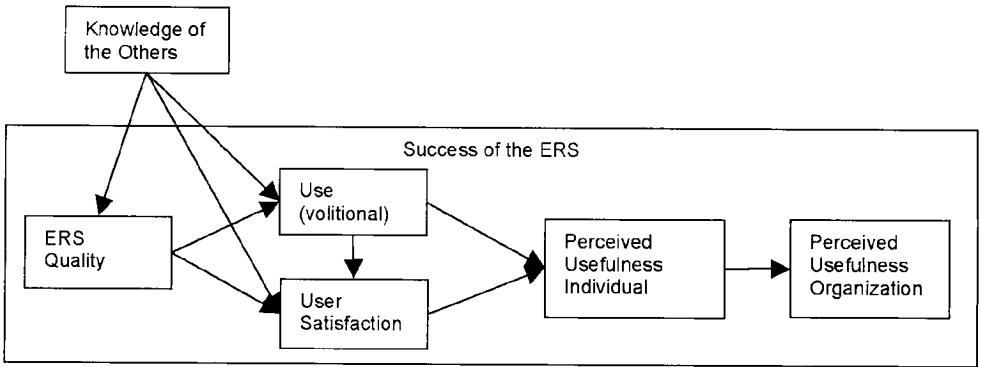 Knowledge of
the Others
Success of the ERS
Use
(volitional)
ERS
Quality
User
Satisfaction
Perceived
Usefulness
Individual
Perceived
Usefulness
Organization